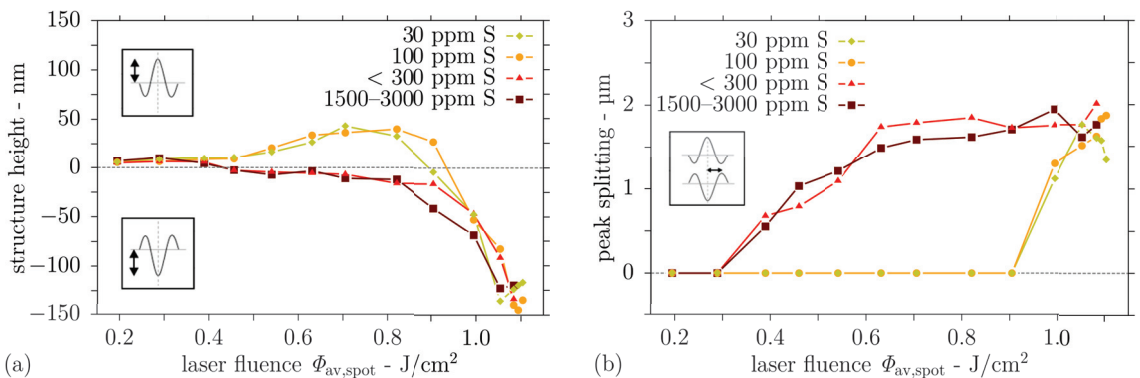 150
100
50
0
−50
−100
−150
structure height - nm
30 ppm S
100 ppm S
< 300 ppm S
1500–3000 ppm S
0.2 0.4 0.6 0.8 1.0
(a) laser fluence Φav,spot - J/cm²
3
2
1
0
peak splitting - µm
30 ppm S
100 ppm S
< 300 ppm S
1500–3000 ppm S
0.2 0.4 0.6 0.8 1.0
(b) laser fluence Φav,spot - J/cm²